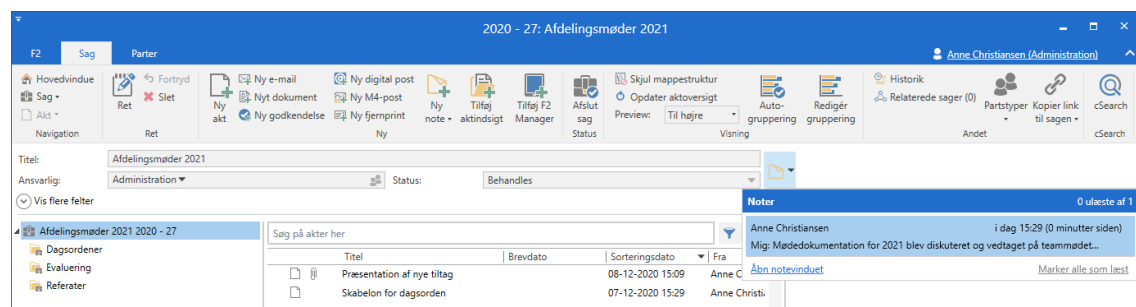 2020 - 27: Afdelingsmøder 2021
F2 Sag Parter Anne Christiansen (Administration)
Hovedvindue
Sag
Akt
Navigation
Ret
Fortryd
Slet
Ret
Ny akt
Ny e-mail
Nyt dokument
Ny godkendelse
Ny digital post
Ny M4-post
Ny fjernprint
Ny note
Tilføj aktindsigt
Tilføj F2 Manager
Ny
Afslut sag
Status
Skjul mappestruktur
Opdater aktoversigt
Preview: Til højre
Auto-gruppering
Redigér gruppering
Visning
Historik
Relaterede sager (0)
Partstyper
Kopier link til sagen
Andet
cSearch
cSearch
Titel: Afdelingsmøder 2021
Ansvarlig: Administration Status: Behandles
Vis flere felter
Noter 0 ulæste af 1
Anne Christiansen i dag 15:29 (0 minutter siden)
Mig: Mødedokumentation for 2021 blev diskuteret og vedtaget på teammødet...
Åbn notevinduet Marker alle som læst
Afdelingsmøder 2021 2020 - 27
Dagsordener
Evaluering
Referater
Søg på akter her
Titel Brevdato Sorteringsdato Fra
Præsentation af nye tiltag 08-12-2020 15:09 Anne C
Skabelon for dagsorden 07-12-2020 15:29 Anne Christi